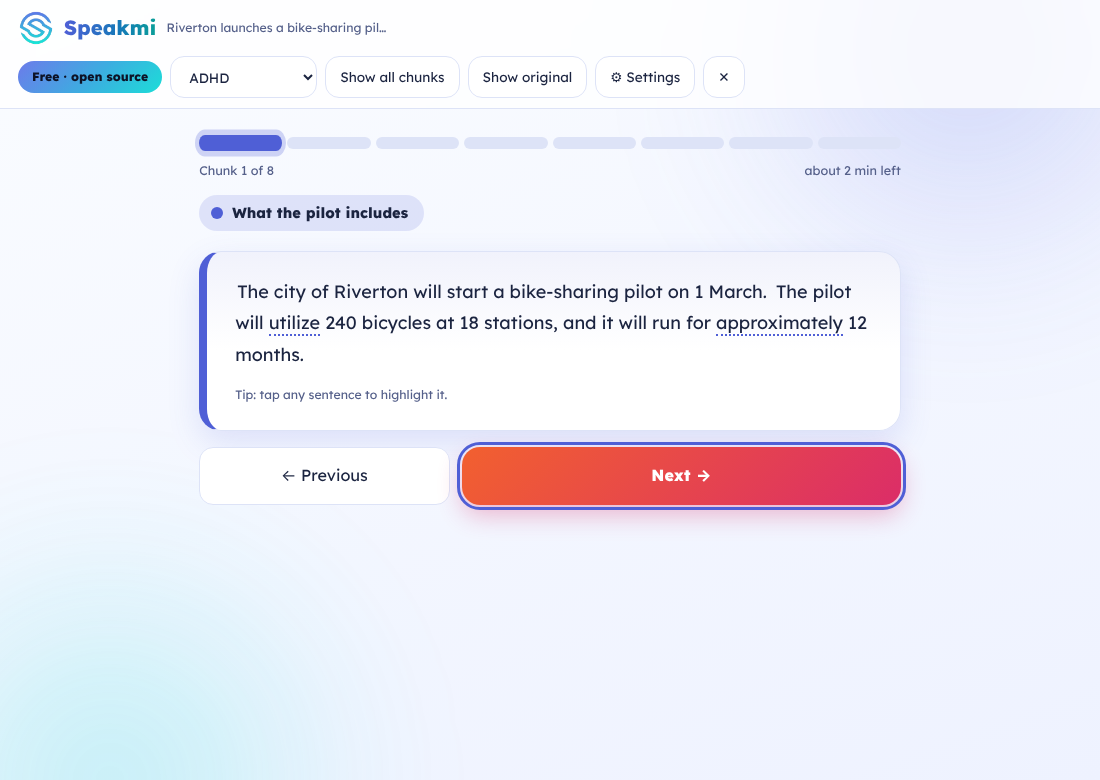 Speakmi Riverton launches a bike-sharing pil…
Free · open source ADHD Show all chunks Show original ⚙ Settings ✕
Chunk 1 of 8 about 2 min left
What the pilot includes
The city of Riverton will start a bike-sharing pilot on 1 March. The pilot
will utilize 240 bicycles at 18 stations, and it will run for approximately 12
months.
Tip: tap any sentence to highlight it.
← Previous Next →